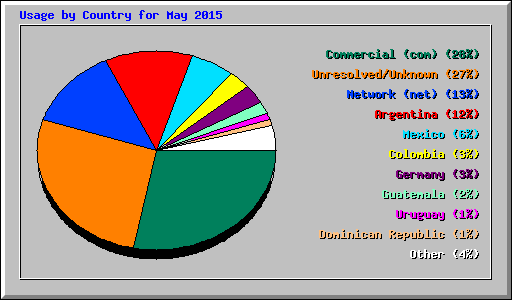 Usage by Country for May 2015
Commercial (com) (28%)
Unresolved/Unknown (27%)
Network (net) (13%)
Argentina (12%)
Mexico (6%)
Colombia (3%)
Germany (3%)
Guatemala (2%)
Uruguay (1%)
Dominican Republic (1%)
Other (4%)